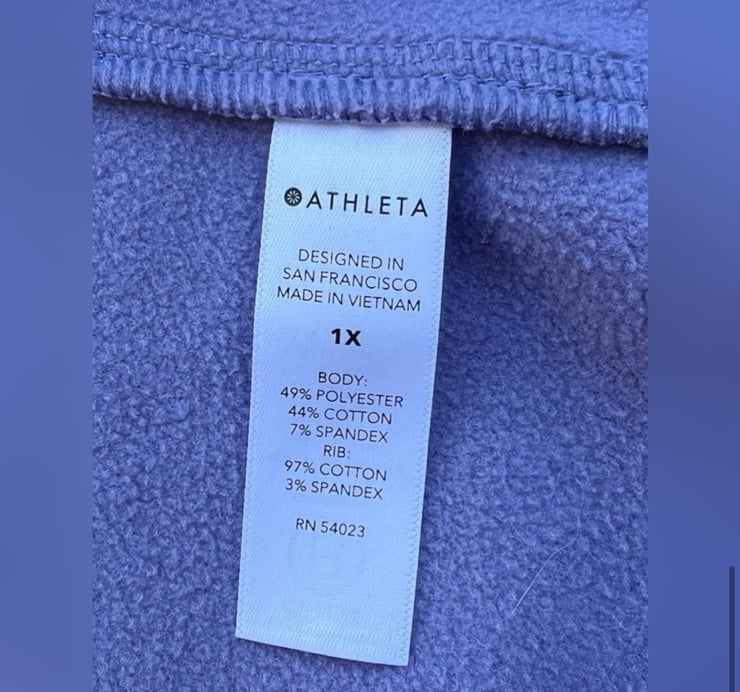 ATHLETA
DESIGNED IN
SAN FRANCISCO
MADE IN VIETNAM
1X
BODY:
49% POLYESTER
44% COTTON
7% SPANDEX
RIB:
97% COTTON
3% SPANDEX
RN 54023